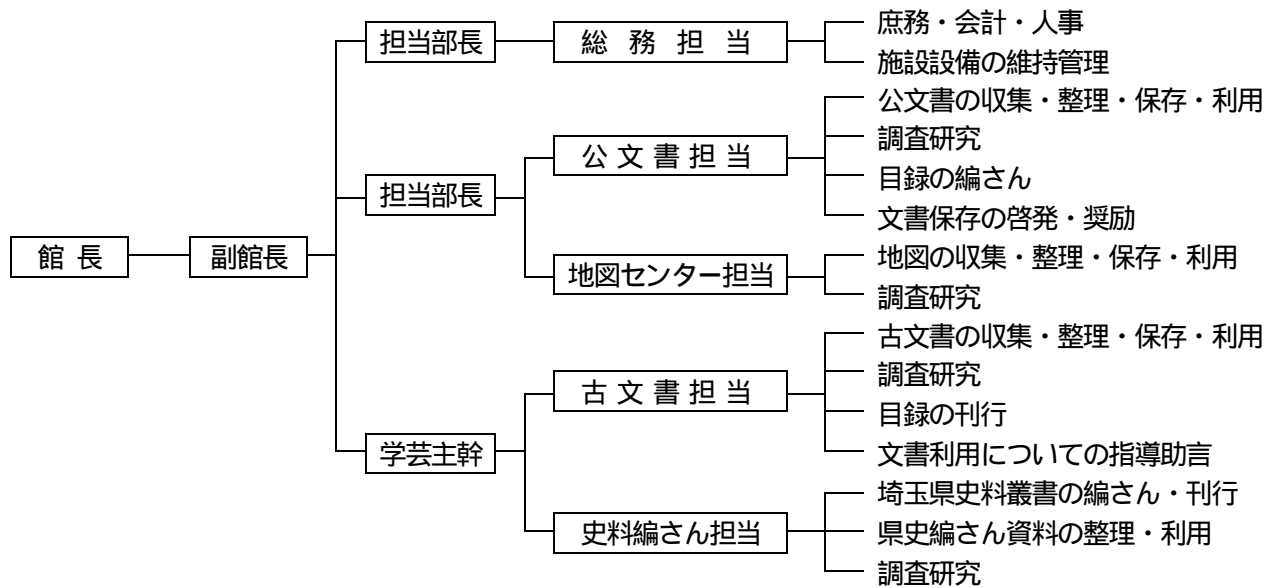 館 長
副館長
担当部長
総 務 担 当
庶務・会計・人事
施設設備の維持管理
担当部長
公 文 書 担 当
公文書の収集・整理・保存・利用
調査研究
目録の編さん
文書保存の啓発・奨励
地図センター担当
地図の収集・整理・保存・利用
調査研究
学芸主幹
古 文 書 担 当
古文書の収集・整理・保存・利用
調査研究
目録の刊行
文書利用についての指導助言
史料編さん担当
埼玉県史料叢書の編さん・刊行
県史編さん資料の整理・利用
調査研究